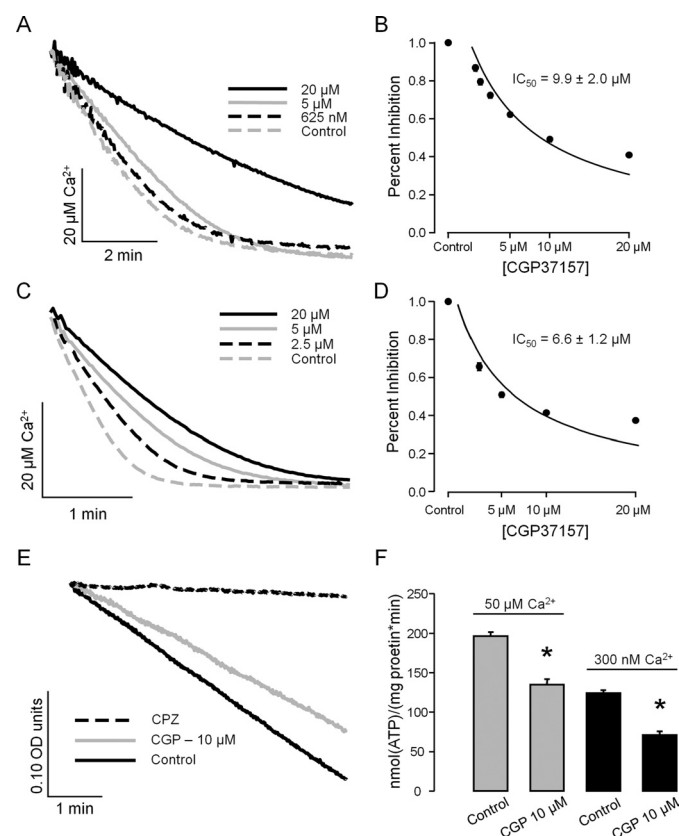 A
20 µM
5 µM
625 nM
Control
20 µM Ca²⁺
2 min
B
Percent Inhibition
1.0
0.8
0.6
0.4
0.2
0.0
IC₅₀ = 9.9 ± 2.0 µM
Control
5 µM
10 µM
20 µM
[CGP37157]
C
20 µM
5 µM
2.5 µM
Control
20 µM Ca²⁺
1 min
D
Percent Inhibition
1.0
0.8
0.6
0.4
0.2
0.0
IC₅₀ = 6.6 ± 1.2 µM
Control
5 µM
10 µM
20 µM
[CGP37157]
E
CPZ
CGP – 10 µM
Control
0.10 OD units
1 min
F
nmol(ATP)/(mg proetin*min)
250
200
150
100
50
0
50 µM Ca²⁺
*
300 nM Ca²⁺
*
Control
CGP 10 µM
Control
CGP 10 µM